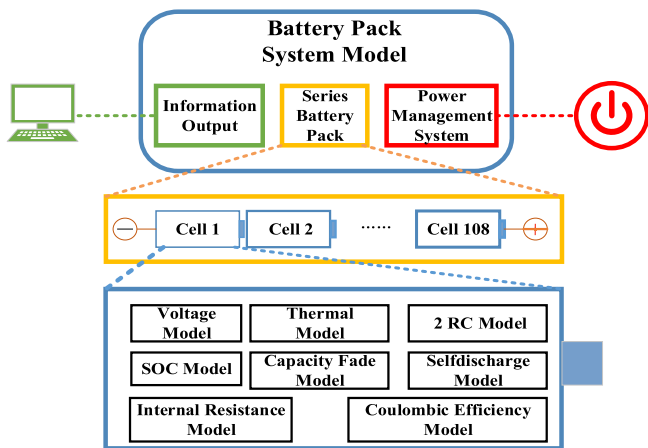 Battery Pack
System Model
Information
Output
Series
Battery
Pack
Power
Management
System
Cell 1
Cell 2
......
Cell 108
Voltage
Model
Thermal
Model
2 RC Model
SOC Model
Capacity Fade
Model
Selfdischarge
Model
Internal Resistance
Model
Coulombic Efficiency
Model